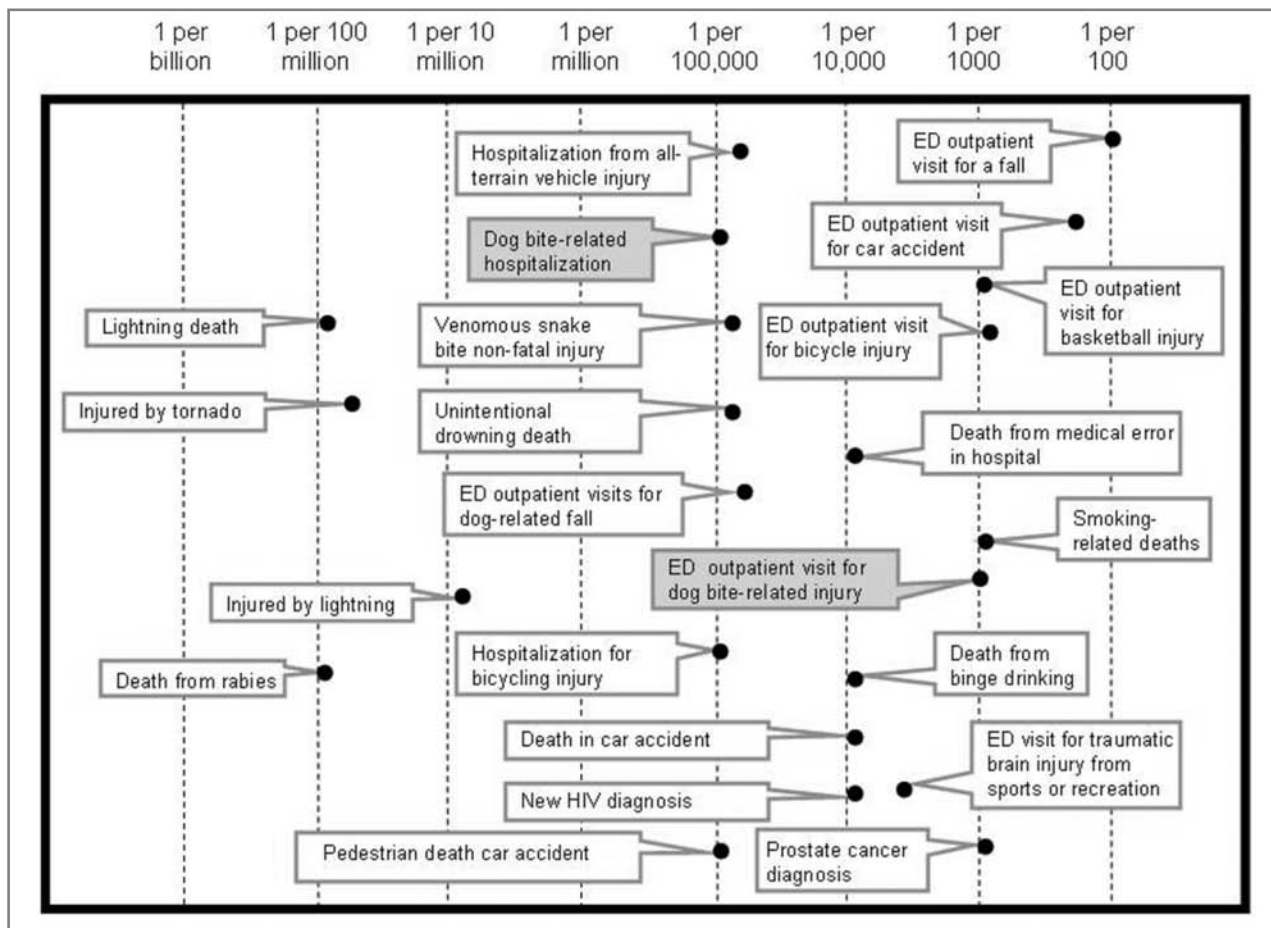 1 per billion
1 per 100 million
1 per 10 million
1 per million
1 per 100,000
1 per 10,000
1 per 1000
1 per 100
Hospitalization from all-
terrain vehicle injury
ED outpatient
visit for a fall
Dog bite-related
hospitalization
ED outpatient visit
for car accident
Lightning death
Venomous snake
bite non-fatal injury
ED outpatient visit
for bicycle injury
ED outpatient
visit for
basketball injury
Injured by tornado
Unintentional
drowning death
Death from medical error
in hospital
ED outpatient visits for
dog-related fall
Smoking-
related deaths
ED outpatient visit for
dog bite-related injury
Injured by lightning
Death from rabies
Hospitalization for
bicycling injury
Death from
binge drinking
Death in car accident
ED visit for traumatic
brain injury from
sports or recreation
New HIV diagnosis
Pedestrian death car accident
Prostate cancer
diagnosis